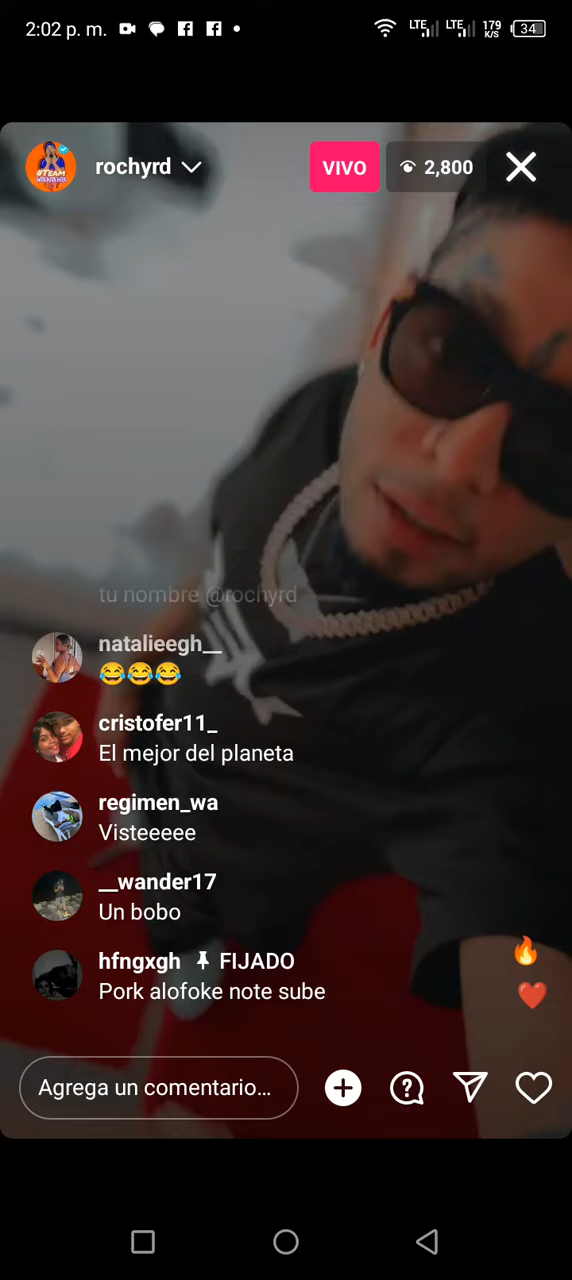 2:02 p. m.
LTE LTE 179 K/S 34
rochyrd
VIVO
2,800
#TEAM
tu nombre @rochyrd
natalieegh__
😂😂😂
cristofer11_
El mejor del planeta
regimen_wa
Visteeeee
__wander17
Un bobo
hfngxgh FIJADO
Pork alofoke note sube
Agrega un comentario...